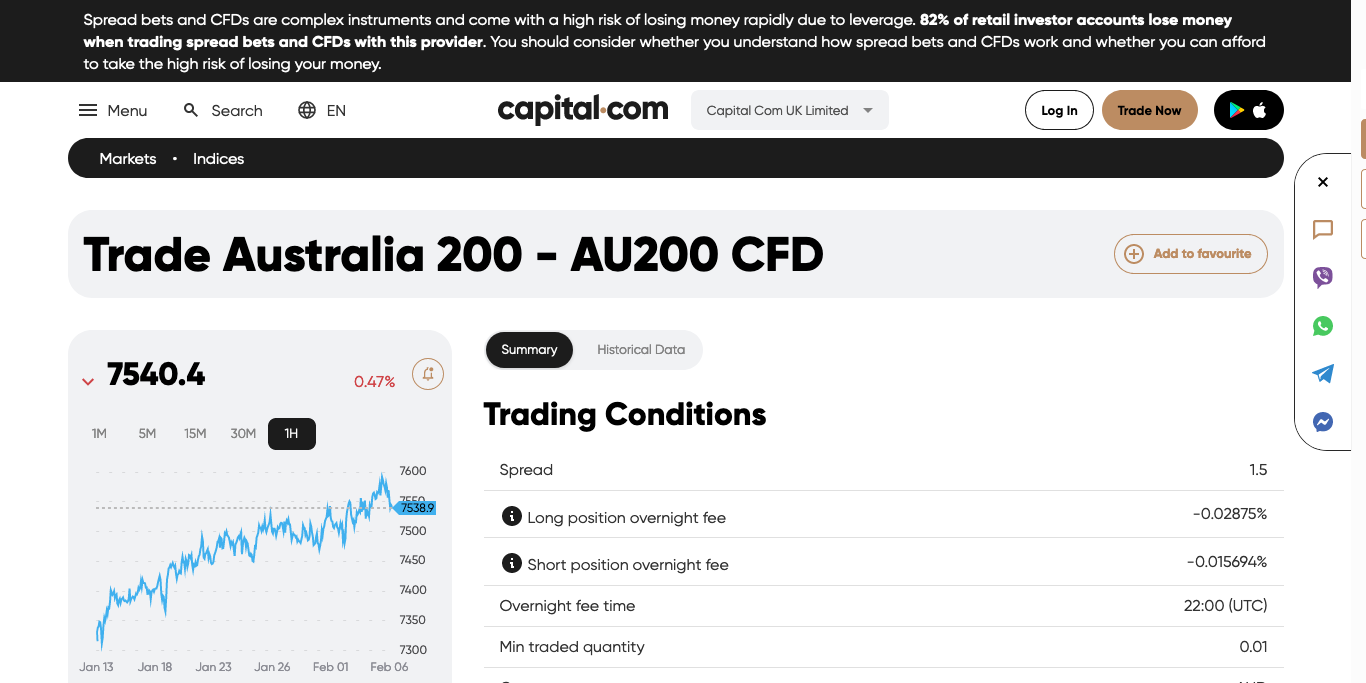 Spread bets and CFDs are complex instruments and come with a high risk of losing money rapidly due to leverage. 82% of retail investor accounts lose money
when trading spread bets and CFDs with this provider. You should consider whether you understand how spread bets and CFDs work and whether you can afford
to take the high risk of losing your money.
Menu
Search
EN
capital.com
Capital Com UK Limited
Log In
Trade Now
Markets • Indices
Trade Australia 200 - AU200 CFD
Add to favourite
7540.4
0.47%
1M 5M 15M 30M 1H
7600
7550
7538.9
7500
7450
7400
7350
7300
Jan 13 Jan 18 Jan 23 Jan 26 Feb 01 Feb 06
Summary Historical Data
Trading Conditions
Spread 1.5
Long position overnight fee -0.02875%
Short position overnight fee -0.015694%
Overnight fee time 22:00 (UTC)
Min traded quantity 0.01